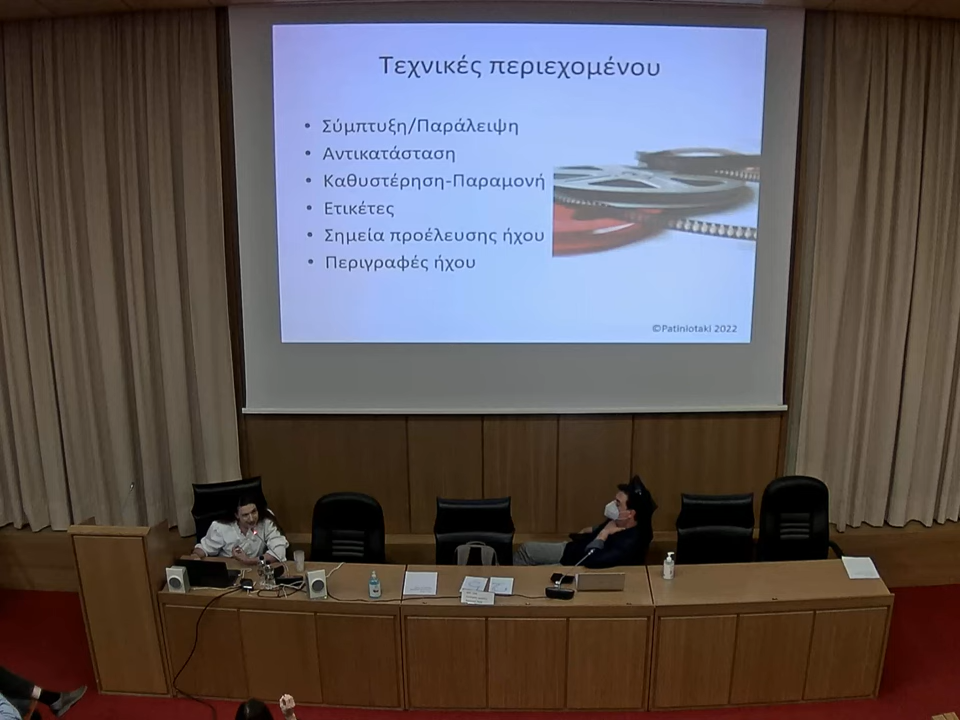 Τεχνικές περιεχομένου
• Σύμπτυξη/Παράλειψη
• Αντικατάσταση
• Καθυστέρηση-Παραμονή
• Ετικέτες
• Σημεία προέλευσης ήχου
• Περιγραφές ήχου
©Patiniotaki 2022